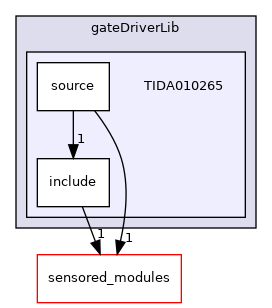 gateDriverLib
source
TIDA010265
1
include
1
1
sensored_modules